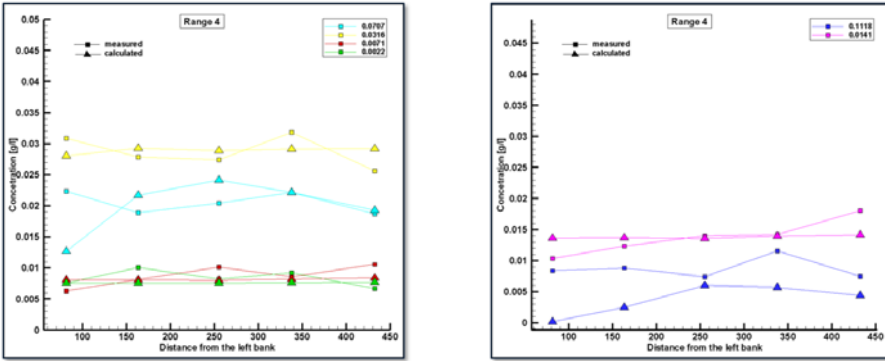 Range 4
0.0707
0.0316
0.0071
0.0022
measured
calculated
Concetration [g/l]
0.05
0.045
0.04
0.035
0.03
0.025
0.02
0.015
0.01
0.005
0
100 150 200 250 300 350 400 450
Distance from the left bank
Range 4
0.1118
0.0141
measured
calculated
Concetration [g/l]
0.045
0.04
0.035
0.03
0.025
0.02
0.015
0.01
0.005
0
100 150 200 250 300 350 400 450
Distance from the left bank